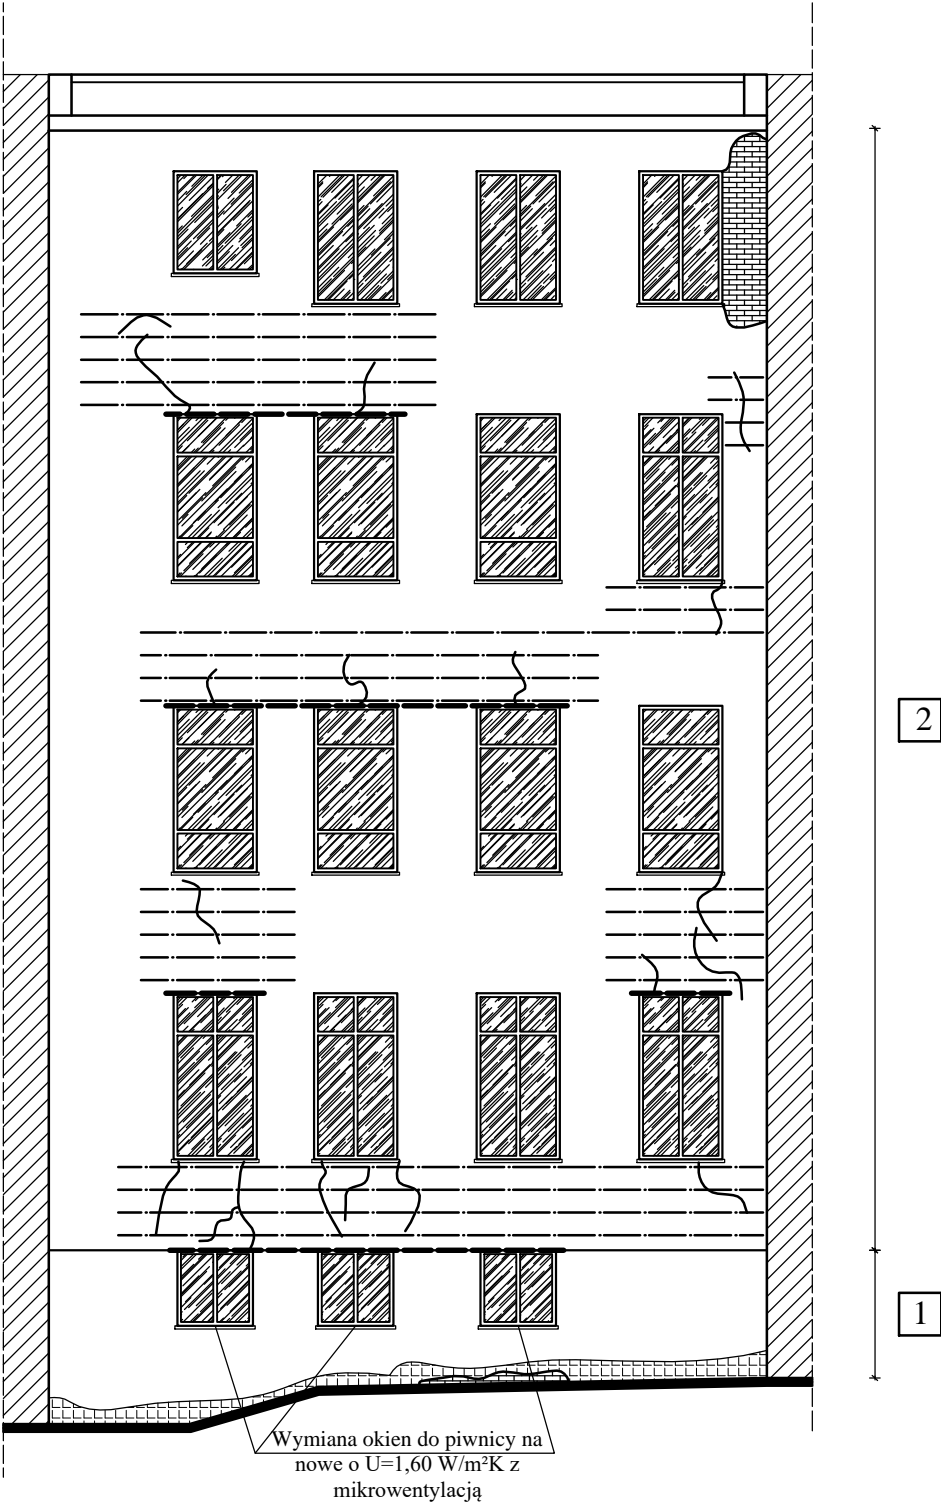 2
1
Wymiana okien do piwnicy na
nowe o U=1,60 W/m²K z
mikrowentylacją